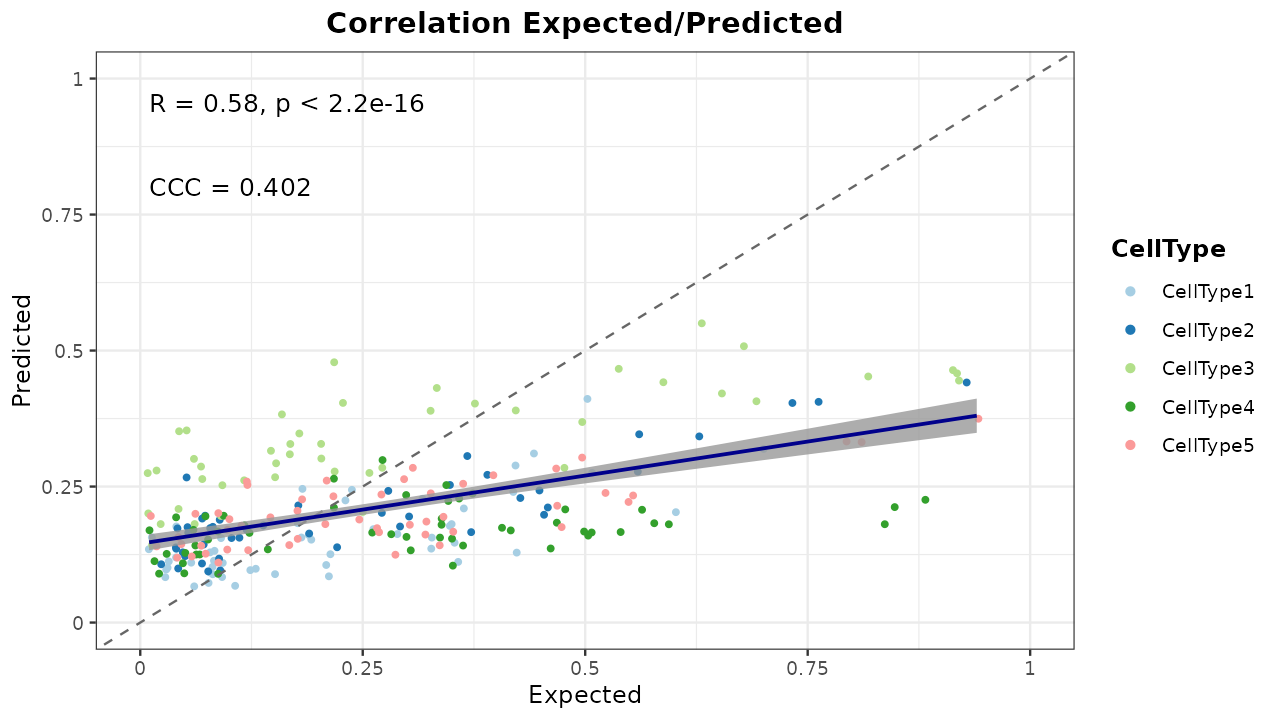 Correlation Expected/Predicted
R = 0.58, p < 2.2e-16
CCC = 0.402
1
0.75
0.5
0.25
0
Predicted
0
0.25
0.5
0.75
1
Expected
CellType
CellType1
CellType2
CellType3
CellType4
CellType5